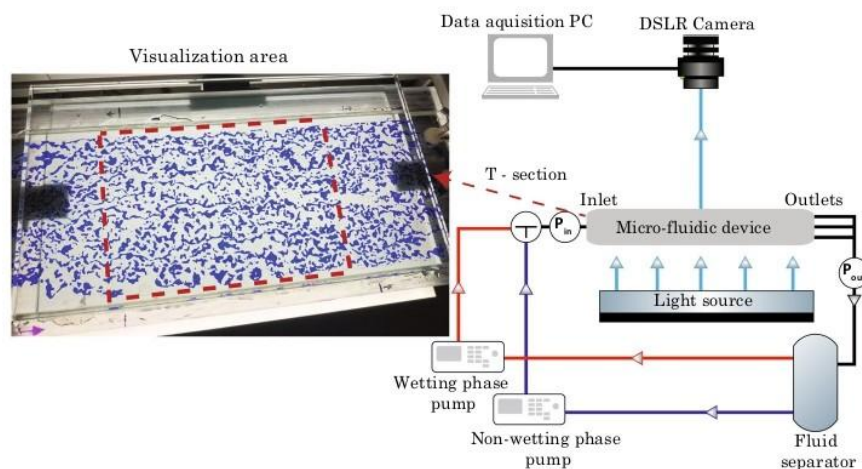 Data aquisition PC
DSLR Camera
Visualization area
T - section
Inlet
Outlets
P in
Micro-fluidic device
P ou
Light source
Wetting phase
pump
Non-wetting phase
pump
Fluid
separator